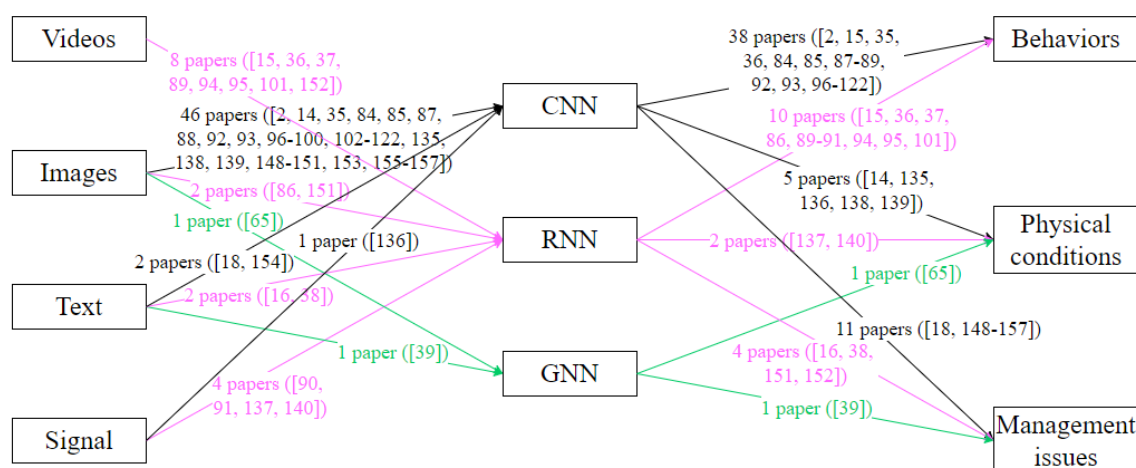 Videos
8 papers ([15, 36, 37,
89, 94, 95, 101, 152])
46 papers ([2, 14, 35, 84, 85, 87,
88, 92, 93, 96-100, 102-122, 135,
138, 139, 148-151, 153, 155-157])
Images
2 papers ([86, 151])
1 paper ([65])
1 paper ([136])
2 papers ([18, 154])
2 papers ([16, 38])
Text
1 paper ([39])
4 papers ([90,
91, 137, 140])
Signal
CNN
RNN
GNN
38 papers ([2, 15, 35,
36, 84, 85, 87-89,
92, 93, 96-122])
Behaviors
10 papers ([15, 36, 37,
86, 89-91, 94, 95, 101])
5 papers ([14, 135,
136, 138, 139])
2 papers ([137, 140])
Physical
conditions
1 paper ([65])
11 papers ([18, 148-157])
4 papers ([16, 38,
151, 152])
1 paper ([39])
Management
issues